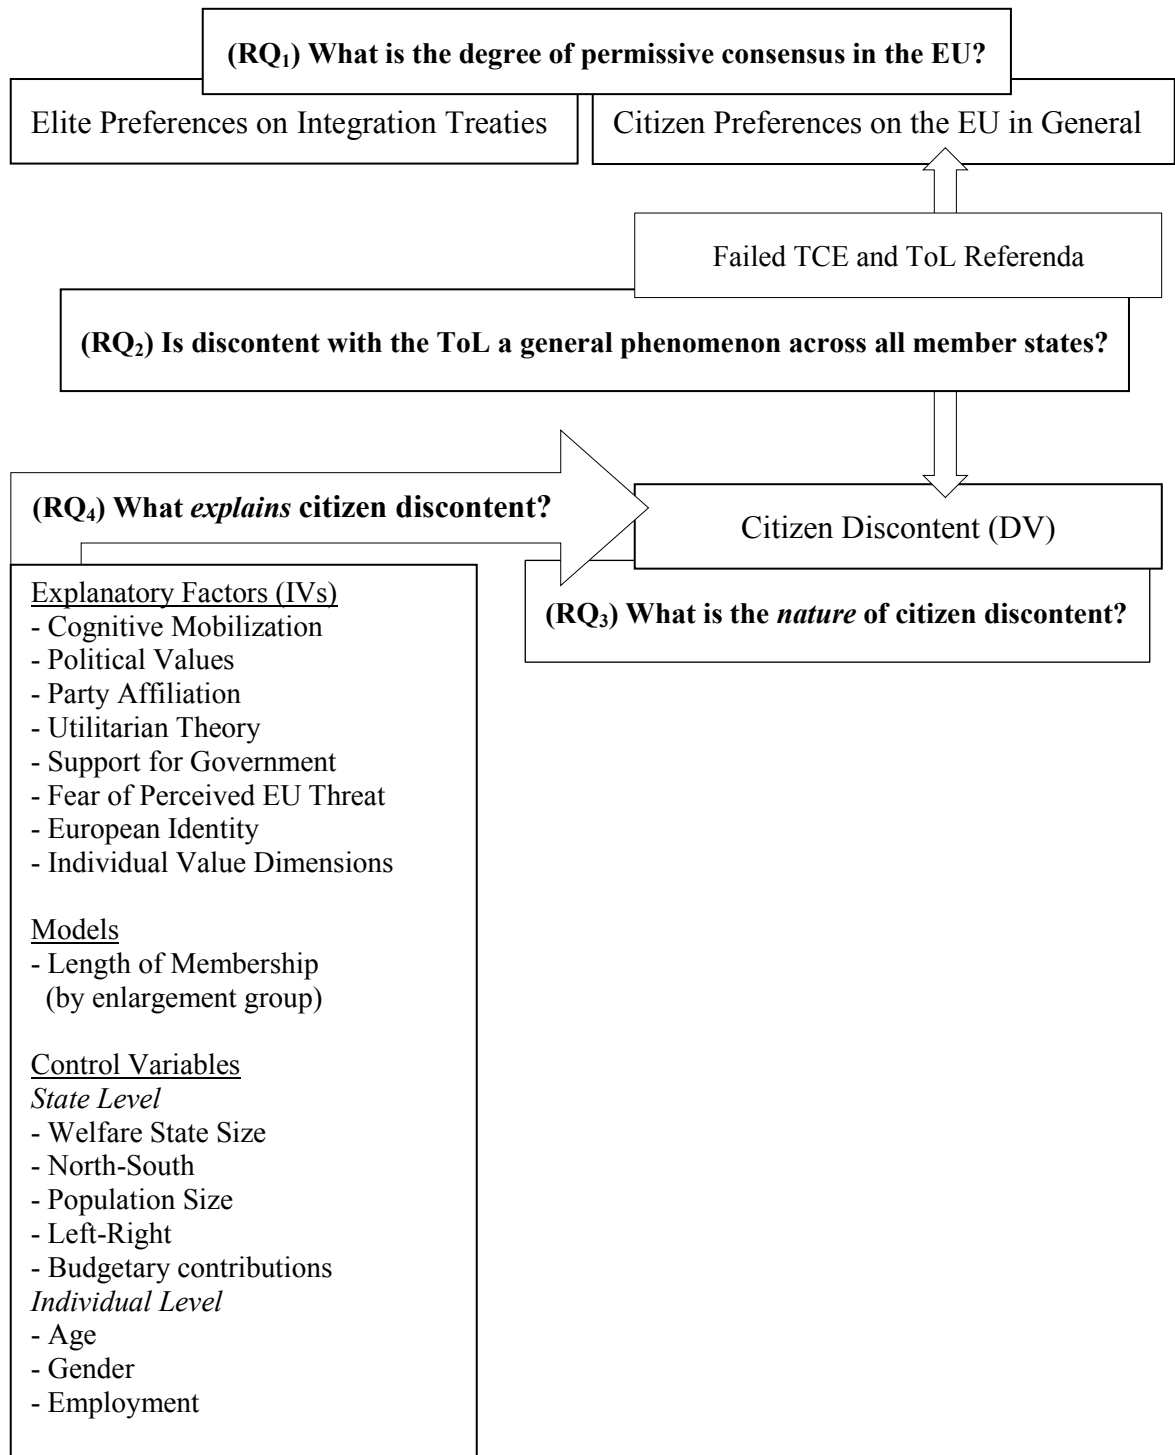 (RQ₁) What is the degree of permissive consensus in the EU?
Elite Preferences on Integration Treaties
Citizen Preferences on the EU in General
Failed TCE and ToL Referenda
(RQ₂) Is discontent with the ToL a general phenomenon across all member states?
(RQ₄) What explains citizen discontent?
Citizen Discontent (DV)
(RQ₃) What is the nature of citizen discontent?
Explanatory Factors (IVs)
- Cognitive Mobilization
- Political Values
- Party Affiliation
- Utilitarian Theory
- Support for Government
- Fear of Perceived EU Threat
- European Identity
- Individual Value Dimensions
Models
- Length of Membership
(by enlargement group)
Control Variables
State Level
- Welfare State Size
- North-South
- Population Size
- Left-Right
- Budgetary contributions
Individual Level
- Age
- Gender
- Employment